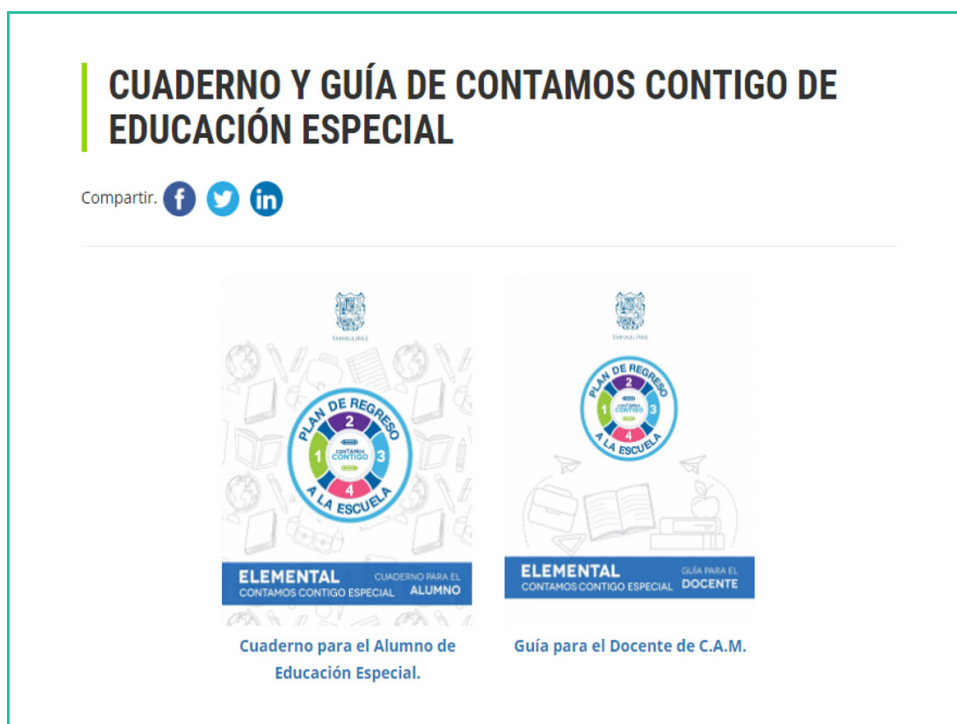 CUADERNO Y GUÍA DE CONTAMOS CONTIGO DE
EDUCACIÓN ESPECIAL
Compartir.
TAMAULIPAS
PLAN DE REGRESO
2
1
CONTAMOS
CONTIGO
3
4
A LA ESCUELA
ELEMENTAL
CONTAMOS CONTIGO ESPECIAL
CUADERNO PARA EL
ALUMNO
Cuaderno para el Alumno de
Educación Especial.
TAMAULIPAS
PLAN DE REGRESO
2
1
CONTAMOS
CONTIGO
3
4
A LA ESCUELA
ELEMENTAL
CONTAMOS CONTIGO ESPECIAL
GUÍA PARA EL
DOCENTE
Guía para el Docente de C.A.M.